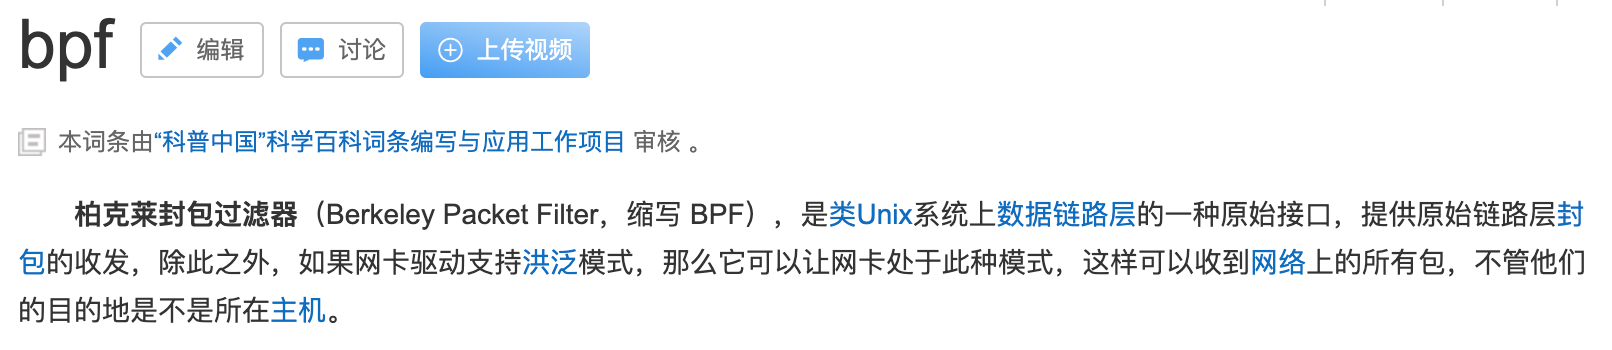 bpf 编辑 讨论 上传视频
本词条由“科普中国”科学百科词条编写与应用工作项目 审核 。
柏克莱封包过滤器（Berkeley Packet Filter，缩写 BPF），是类Unix系统上数据链路层的一种原始接口，提供原始链路层封
包的收发，除此之外，如果网卡驱动支持洪泛模式，那么它可以让网卡处于此种模式，这样可以收到网络上的所有包，不管他们
的目的地是不是所在主机。